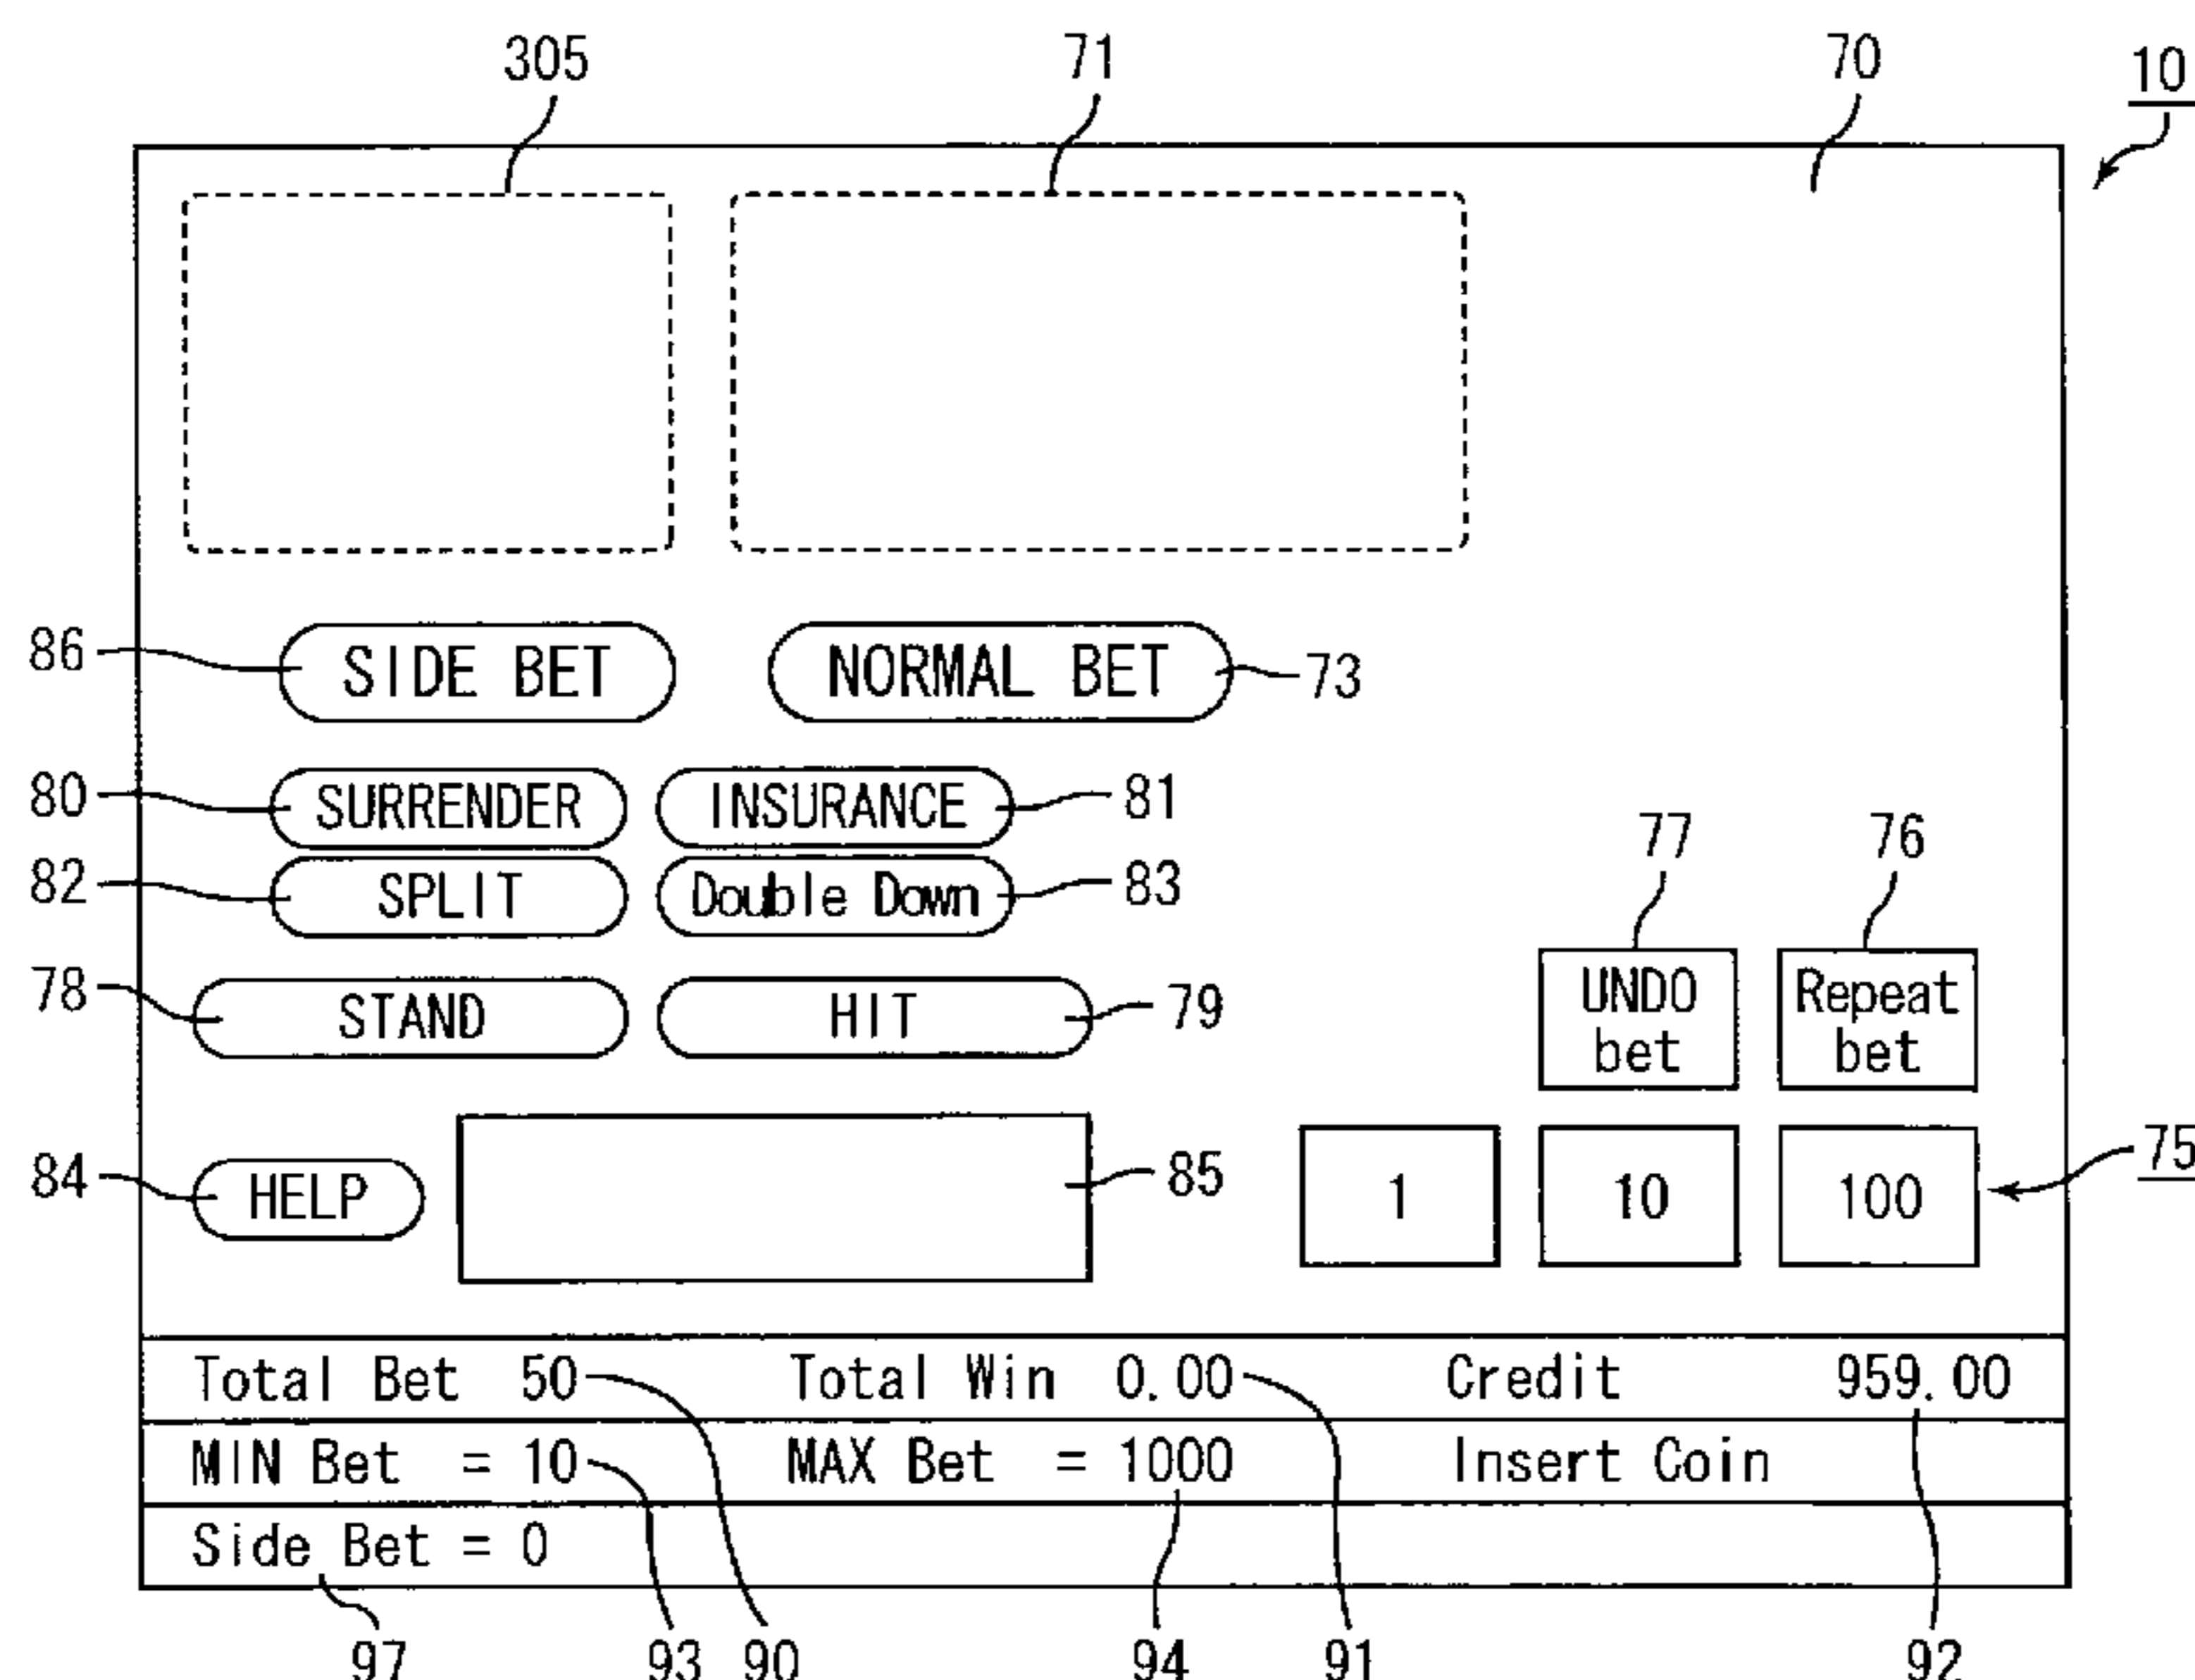 305 71 70 10
86 SIDE BET NORMAL BET 73
80 SURRENDER INSURANCE 81
77 76
82 SPLIT Double Down 83
78 STAND HIT 79
UNDO bet
Repeat bet
84 HELP 85 1 10 100 75
Total Bet 50 Total Win 0.00 Credit 959.00
MIN Bet = 10 MAX Bet = 1000 Insert Coin
Side Bet = 0
97 93 90 94 91 92